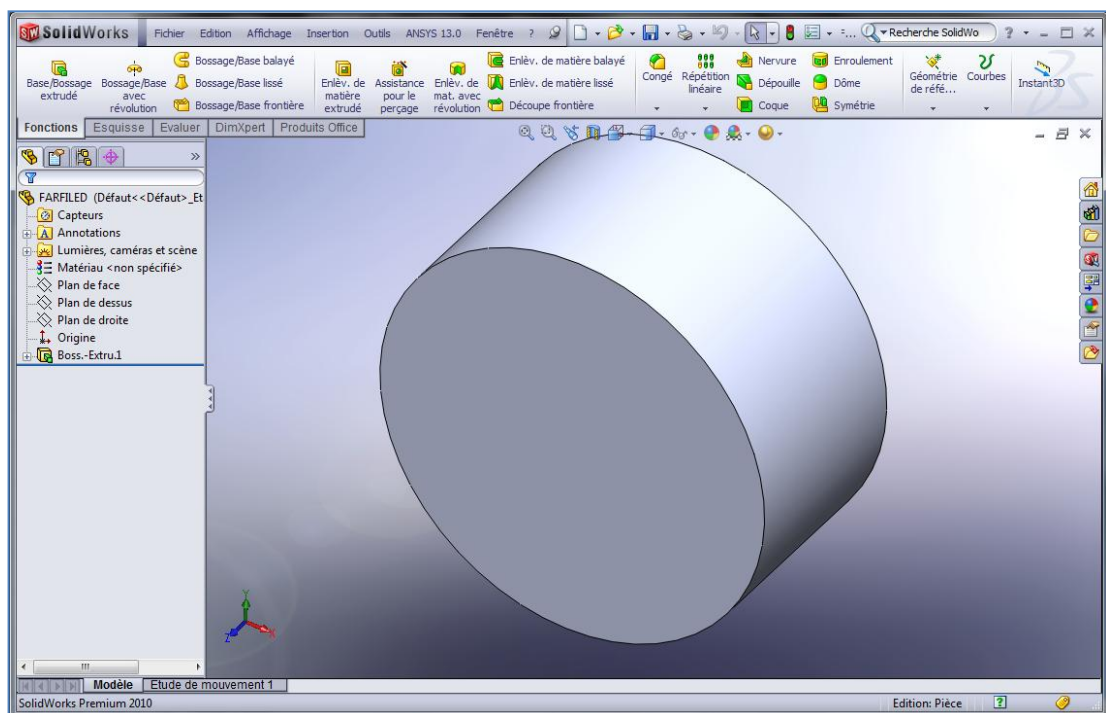 SolidWorks Fichier Edition Affichage Insertion Outils ANSYS 13.0 Fenêtre ? Recherche SolidWo ?
Base/Bossage extrudé
Bossage/Base avec révolution
Bossage/Base balayé
Bossage/Base lissé
Bossage/Base frontière
Enlèv. de matière extrudé
Assistance pour le perçage
Enlèv. de mat. avec révolution
Enlèv. de matière balayé
Enlèv. de matière lissé
Découpe frontière
Congé
Répétition linéaire
Nervure
Dépouille
Coque
Enroulement
Dôme
Symétrie
Géométrie de réfé...
Courbes
Instant3D
Fonctions Esquisse Evaluer DimXpert Produits Office
FARFILED (Défaut<<Défaut>_Et
Capteurs
Annotations
Lumières, caméras et scène
Matériau <non spécifié>
Plan de face
Plan de dessus
Plan de droite
Origine
Boss.-Extru.1
Y
Z X
Modèle Etude de mouvement 1
SolidWorks Premium 2010 Edition: Pièce ?